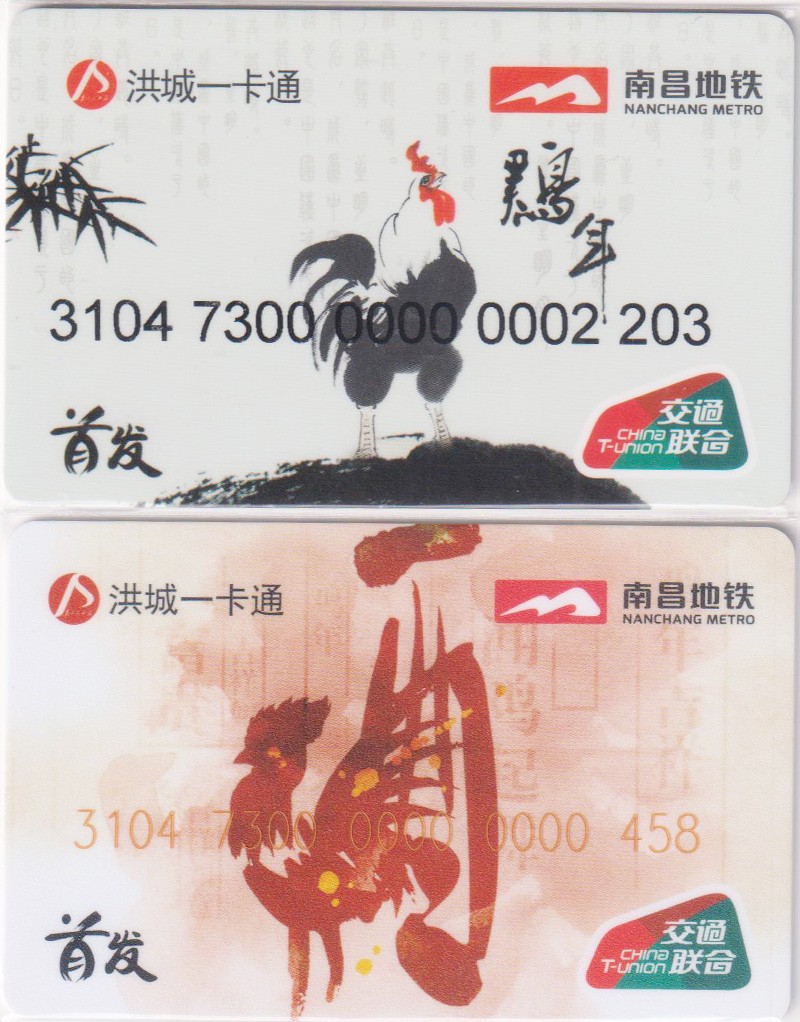 洪城一卡通
南昌地铁
NANCHANG METRO
鷄年
3104 7300 0000 0002 203
首发
交通
CHINA
T-UNION 联合
洪城一卡通
南昌地铁
NANCHANG METRO
3104 7300 0000 0000 458
首发
交通
CHINA
T-UNION 联合